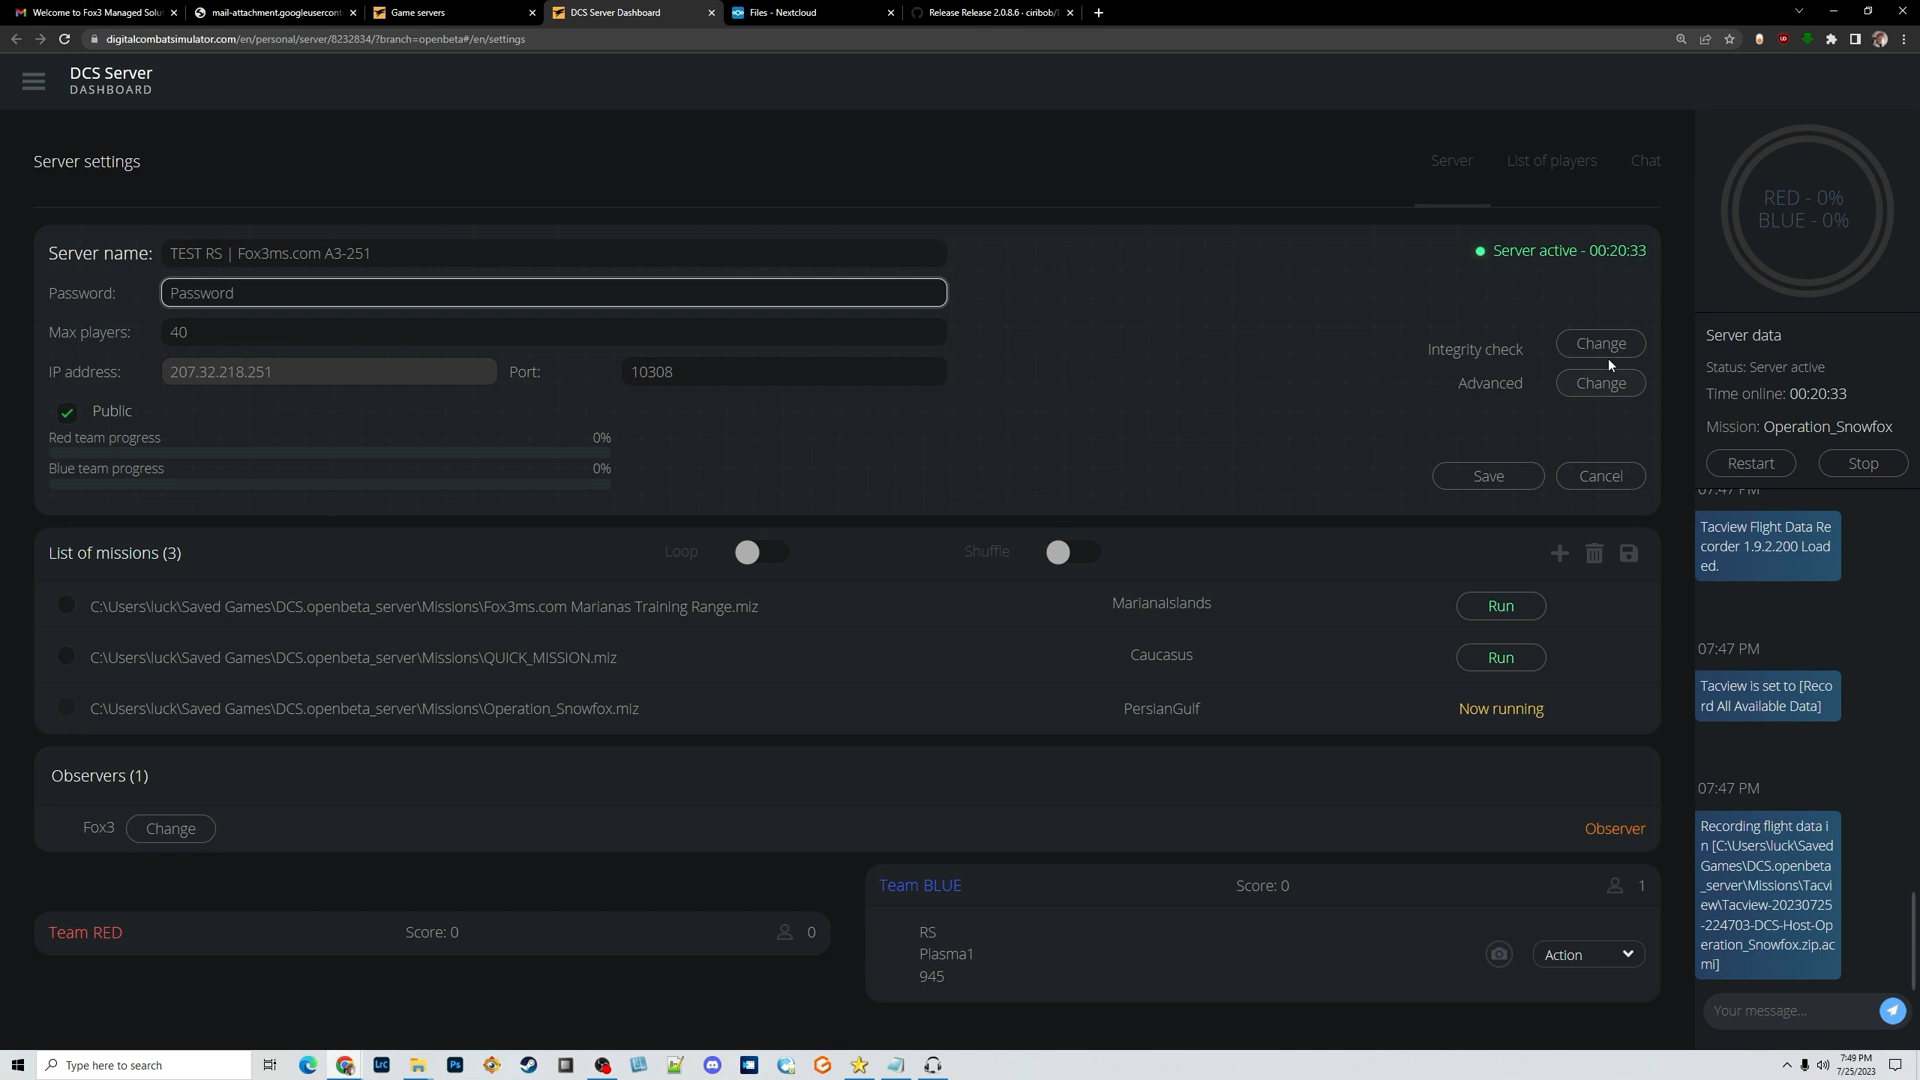 Welcome to Fox3 Managed Solu
mail-attachment.googleusercont
Game servers
DCS Server Dashboard
Files - Nextcloud
Release Release 2.0.8.6 · ciribob/
digitalcombatsimulator.com/en/personal/server/8232834/?branch=openbeta#/en/settings
DCS Server
DASHBOARD
Server settings
Server
List of players
Chat
RED - 0%
BLUE - 0%
Server name:
TEST RS | Fox3ms.com A3-251
Server active - 00:20:33
Password:
Password
Max players:
40
Integrity check
Change
IP address:
207.32.218.251
Port:
10308
Advanced
Change
Public
Red team progress
0%
Blue team progress
0%
Save
Cancel
Server data
Status: Server active
Time online: 00:20:33
Mission: Operation_Snowfox
Restart
Stop
List of missions (3)
Loop
Shuffle
C:\Users\luck\Saved Games\DCS.openbeta_server\Missions\Fox3ms.com Marianas Training Range.miz
MarianaIslands
Run
C:\Users\luck\Saved Games\DCS.openbeta_server\Missions\QUICK_MISSION.miz
Caucasus
Run
C:\Users\luck\Saved Games\DCS.openbeta_server\Missions\Operation_Snowfox.miz
PersianGulf
Now running
Observers (1)
Fox3
Change
Observer
Team RED
Score: 0
0
Team BLUE
Score: 0
1
RS
Plasma1
945
Action
07:47 PM
Tacview Flight Data Re
corder 1.9.2.200 Load
ed.
07:47 PM
Tacview is set to [Reco
rd All Available Data]
07:47 PM
Recording flight data i
n [C:\Users\luck\Saved
Games\DCS.openbeta
_server\Missions\Tacvi
ew\Tacview-20230725
-224703-DCS-Host-Op
eration_Snowfox.zip.ac
mi]
Your message...
Type here to search
LrC
Ps
7:49 PM
7/25/2023